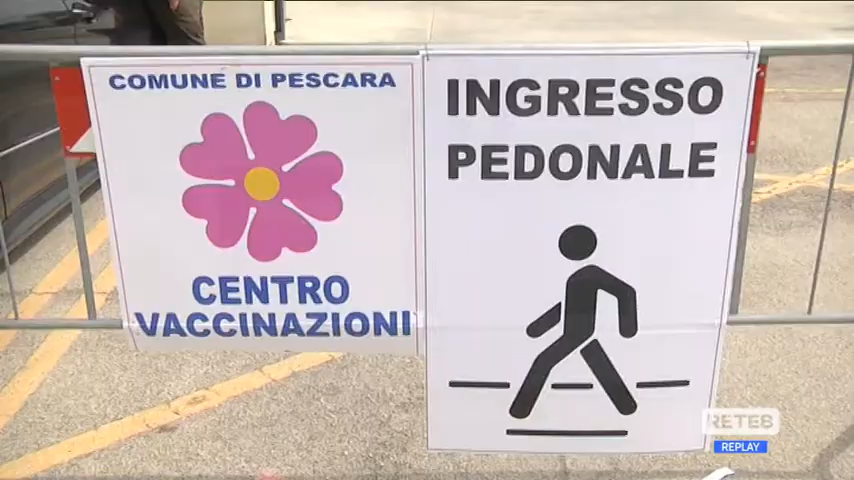 COMUNE DI PESCARA
CENTRO
VACCINAZIONI
INGRESSO
PEDONALE
RETE8
REPLAY